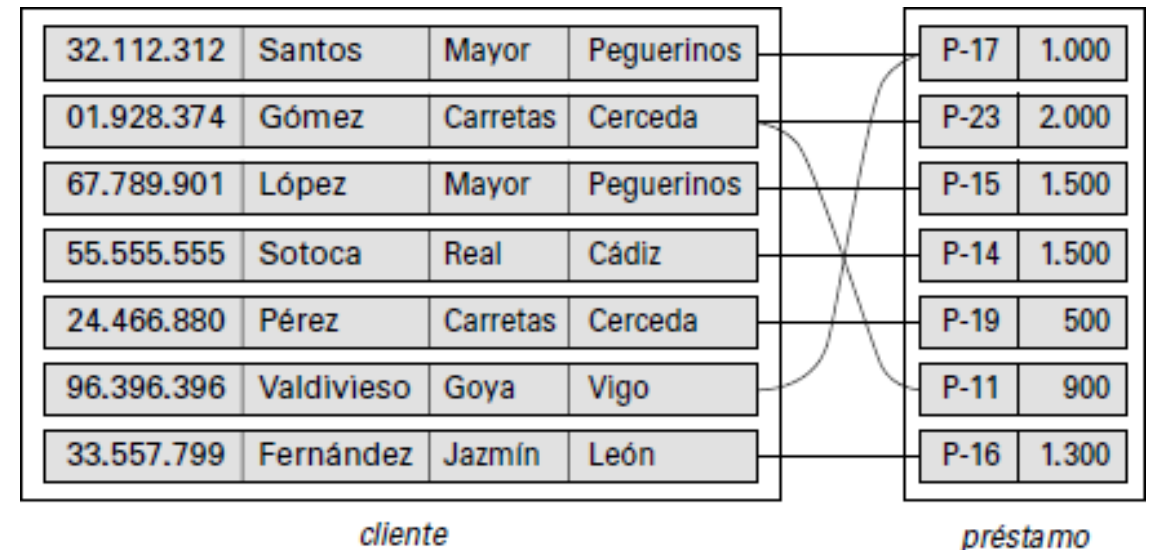 32.112.312 Santos Mayor Peguerinos P-17 1.000
01.928.374 Gómez Carretas Cerceda P-23 2.000
67.789.901 López Mayor Peguerinos P-15 1.500
55.555.555 Sotoca Real Cádiz P-14 1.500
24.466.880 Pérez Carretas Cerceda P-19 500
96.396.396 Valdivieso Goya Vigo P-11 900
33.557.799 Fernández Jazmín León P-16 1.300
cliente préstamo